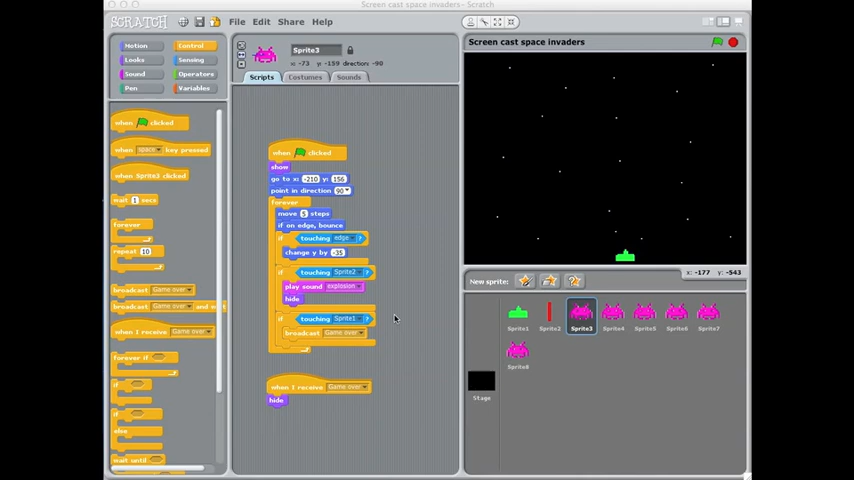 Screen cast space invaders- Scratch
SCRATCH File Edit Share Help
Motion Control
Looks Sensing
Sound Operators
Pen Variables
when clicked
when space key pressed
when Sprite3 clicked
wait 1 secs
forever
repeat 10
broadcast Game over
broadcast Game over and w
when I receive Game over
forever if
if
if
else
wait until
Sprite3
x: -73 y: -159 direction: -90
Scripts Costumes Sounds
when clicked
show
go to x: -210 y: 156
point in direction 90
forever
move 5 steps
if on edge, bounce
if touching edge ?
change y by -35
if touching Sprite2 ?
play sound explosion
hide
if touching Sprite1 ?
broadcast Game over
when I receive Game over
hide
Screen cast space invaders
x: -177 y: -543
New sprite:
Sprite1 Sprite2 Sprite3 Sprite4 Sprite5 Sprite6 Sprite7
Sprite8
Stage